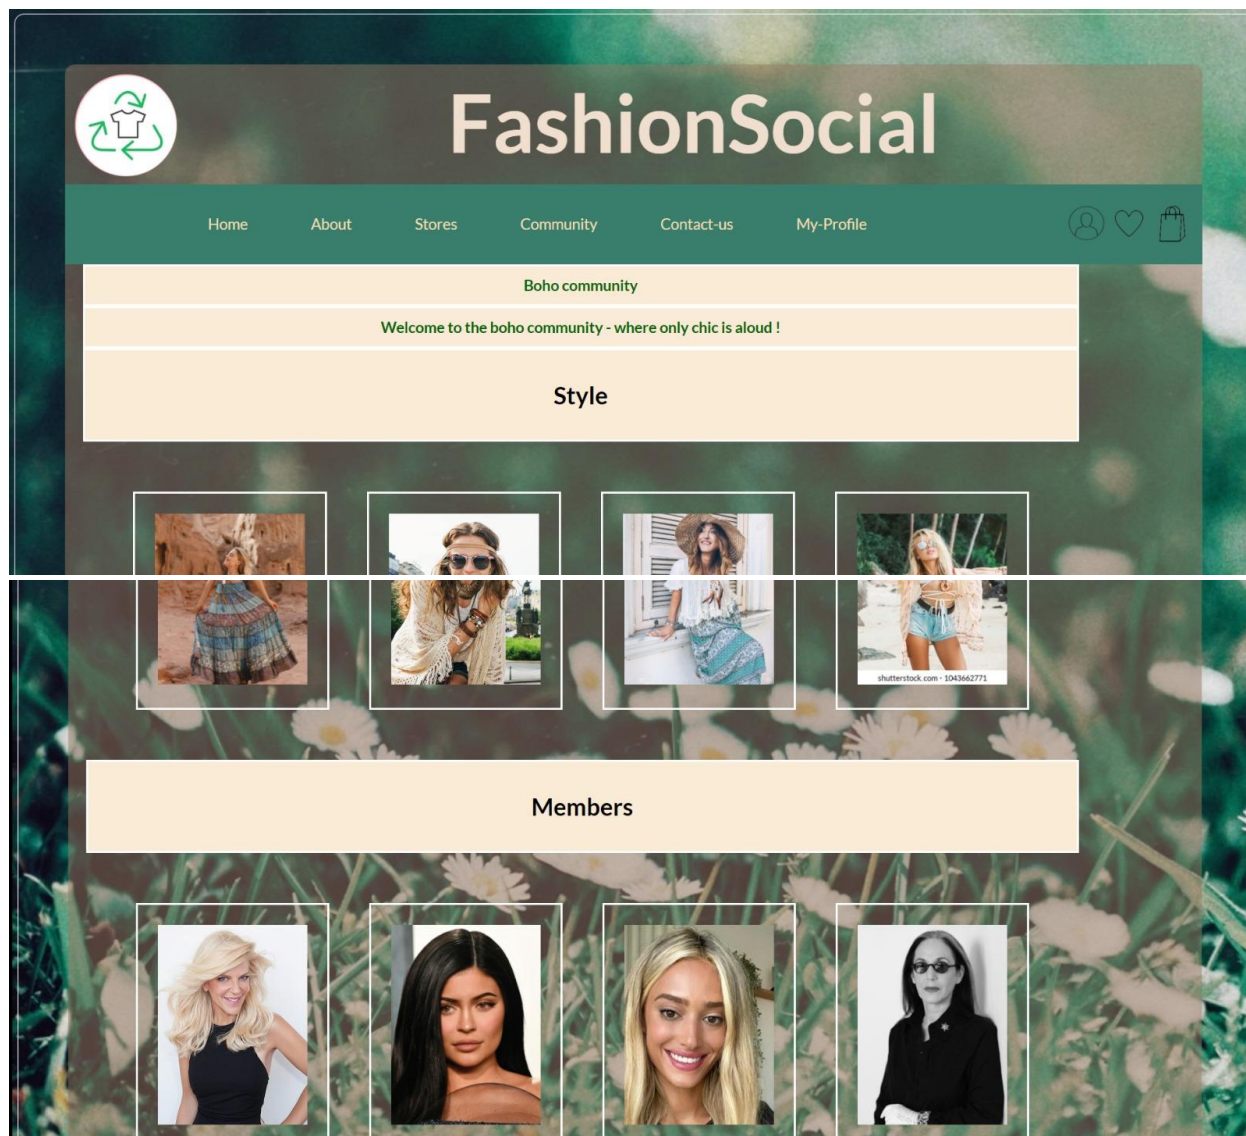 FashionSocial
Home About Stores Community Contact-us My-Profile
Boho community
Welcome to the boho community - where only chic is aloud !
Style
shutterstock.com • 1043662771
Members